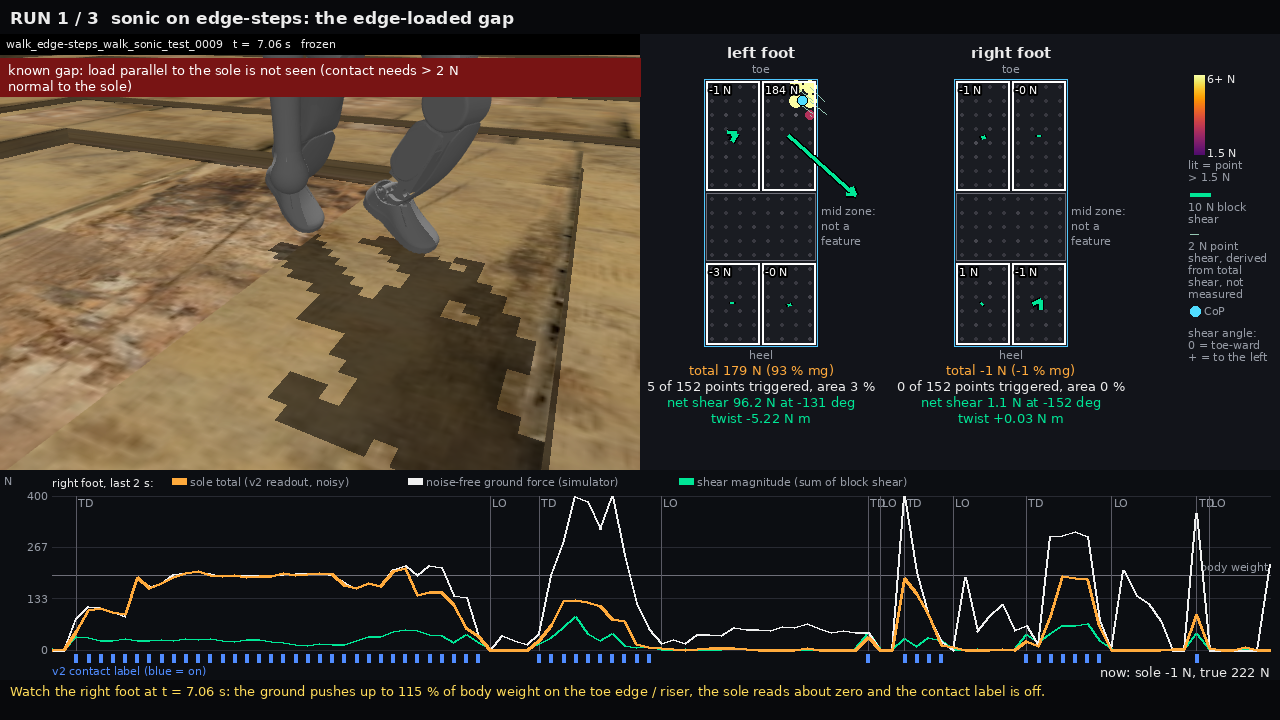 RUN 1 / 3  sonic on edge-steps: the edge-loaded gap
walk_edge-steps_walk_sonic_test_0009   t =  7.06 s   frozen
known gap: load parallel to the sole is not seen (contact needs > 2 N
normal to the sole)
left foot
toe
-1 N
184 N
mid zone:
not a
feature
-3 N
-0 N
heel
total 179 N (93 % mg)
5 of 152 points triggered, area 3 %
net shear 96.2 N at -131 deg
twist -5.22 N m
right foot
toe
-1 N
-0 N
mid zone:
not a
feature
1 N
-1 N
heel
total -1 N (-1 % mg)
0 of 152 points triggered, area 0 %
net shear 1.1 N at -152 deg
twist +0.03 N m
6+ N
1.5 N
lit = point
> 1.5 N
10 N block
shear
2 N point
shear, derived
from total
shear, not
measured
CoP
shear angle:
0 = toe-ward
+ = to the left
N
right foot, last 2 s:
sole total (v2 readout, noisy)
noise-free ground force (simulator)
shear magnitude (sum of block shear)
400
267
133
0
TD
LO
TD
LO
TD
LO
TD
LO
TD
LO
TD
LO
body weight
v2 contact label (blue = on)
now: sole -1 N, true 222 N
Watch the right foot at t = 7.06 s: the ground pushes up to 115 % of body weight on the toe edge / riser, the sole reads about zero and the contact label is off.